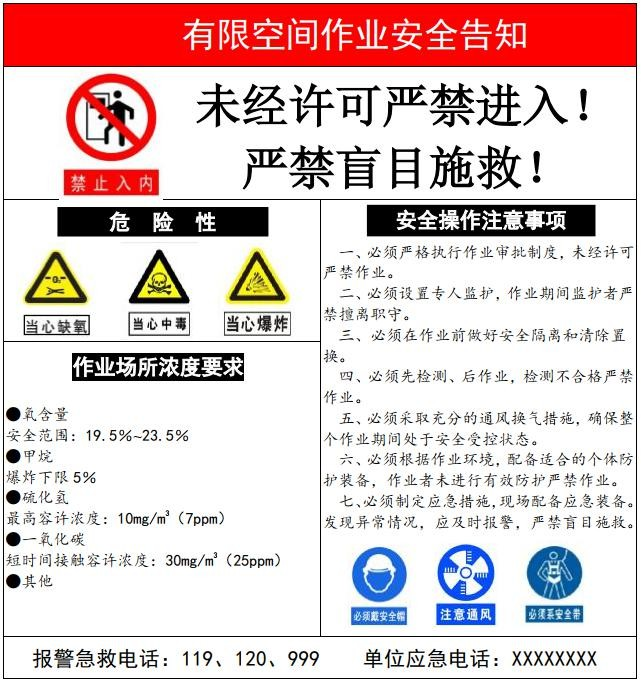 有限空间作业安全告知
未经许可严禁进入！
严禁盲目施救！
禁止入内
危 险 性
当心缺氧
当心中毒
当心爆炸
作业场所浓度要求
●氧含量
安全范围：19.5%~23.5%
●甲烷
爆炸下限5%
●硫化氢
最高容许浓度：10mg/m³（7ppm）
●一氧化碳
短时间接触容许浓度：30mg/m³（25ppm）
●其他
安全操作注意事项
一、必须严格执行作业审批制度，未经许可
严禁作业。
二、必须设置专人监护，作业期间监护者严
禁擅离职守。
三、必须在作业前做好安全隔离和清除置
换。
四、必须先检测、后作业，检测不合格严禁
作业。
五、必须采取充分的通风换气措施，确保整
个作业期间处于安全受控状态。
六、必须根据作业环境，配备适合的个体防
护装备，作业者未进行有效防护严禁作业。
七、必须制定应急措施，现场配备应急装备。
发现异常情况，应及时报警，严禁盲目施救。
必须戴安全帽
注意通风
必须系安全带
报警急救电话：119、120、999 单位应急电话：XXXXXXXX